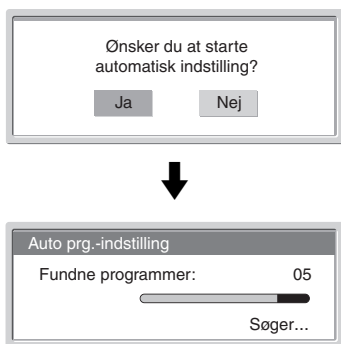 Ønsker du at starte
automatisk indstilling?
Ja Nej
Auto prg.-indstilling
Fundne programmer: 05
Søger...